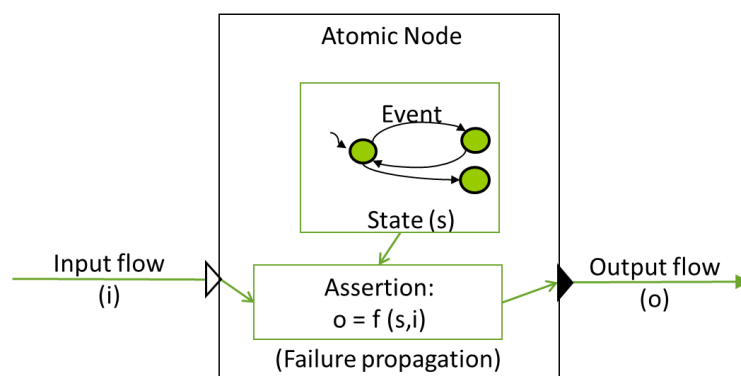 Atomic Node
Event
State (s)
Input flow
(i)
Assertion:
o = f (s,i)
(Failure propagation)
Output flow
(o)